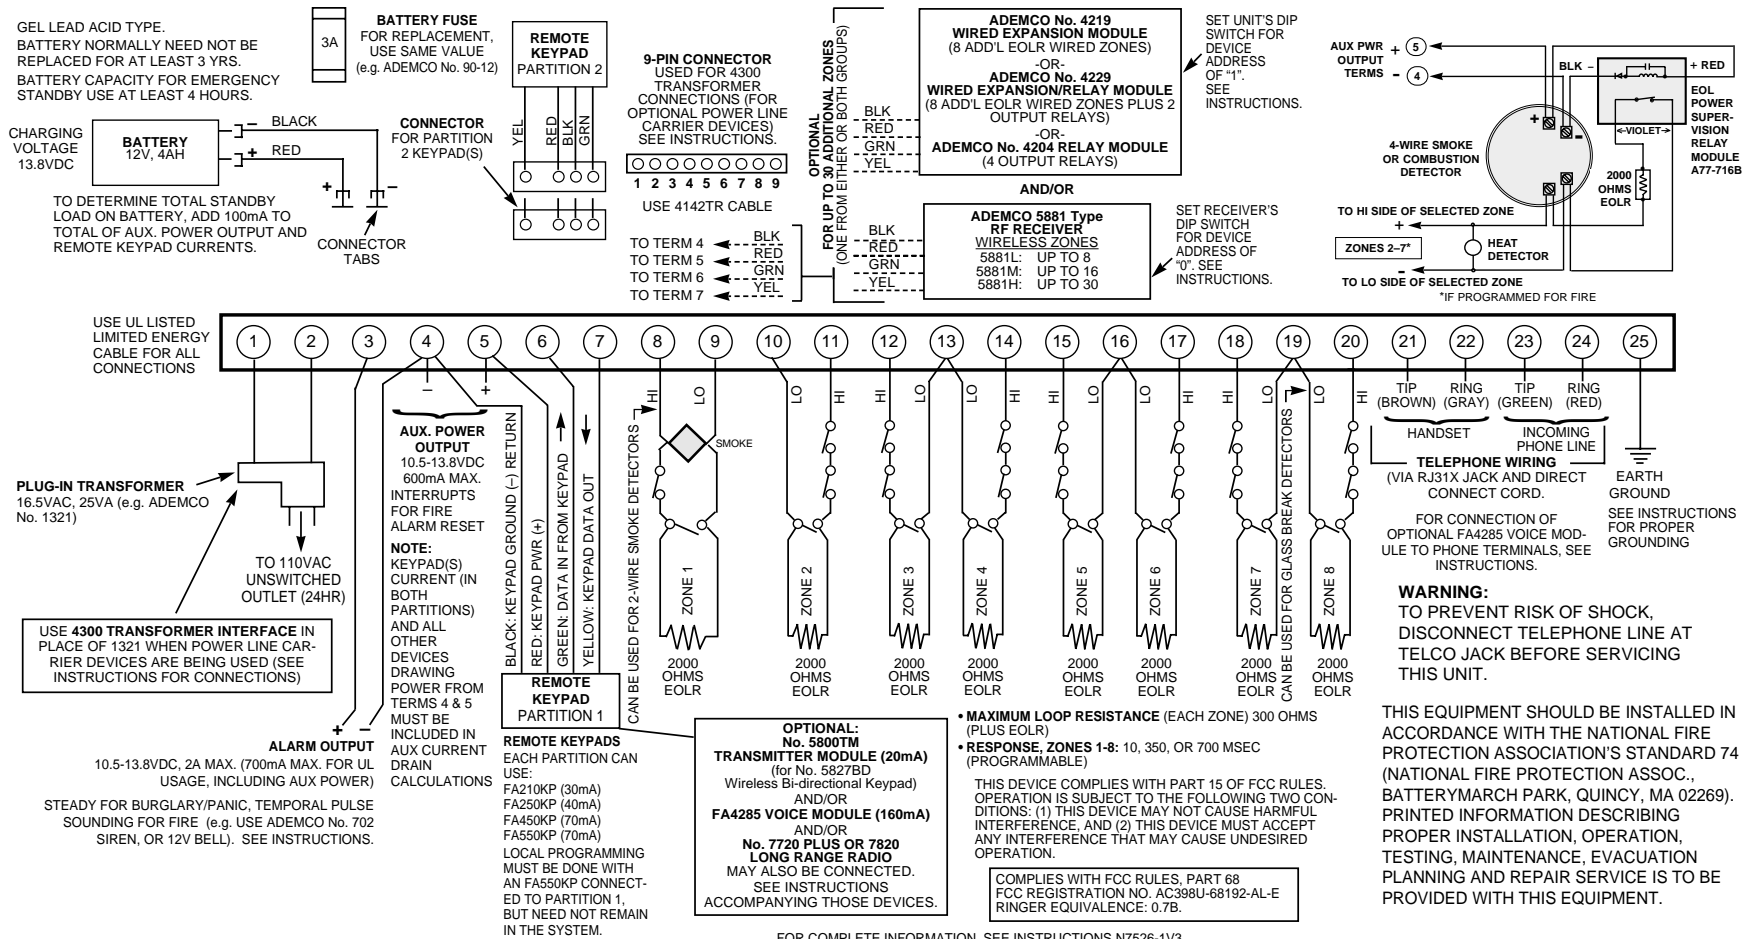 GEL LEAD ACID TYPE.
BATTERY NORMALLY NEED NOT BE
REPLACED FOR AT LEAST 3 YRS.
BATTERY CAPACITY FOR EMERGENCY
STANDBY USE AT LEAST 4 HOURS.
3A
BATTERY FUSE
FOR REPLACEMENT,
USE SAME VALUE
(e.g. ADEMCO No. 90-12)
CHARGING
VOLTAGE
13.8VDC
BATTERY
12V, 4AH
– BLACK
+ RED
+ –
TO DETERMINE TOTAL STANDBY
LOAD ON BATTERY, ADD 100mA TO
TOTAL OF AUX. POWER OUTPUT AND
REMOTE KEYPAD CURRENTS.
CONNECTOR
TABS
REMOTE
KEYPAD
PARTITION 2
YEL
RED
BLK
GRN
CONNECTOR
FOR PARTITION
2 KEYPAD(S)
9-PIN CONNECTOR
USED FOR 4300
TRANSFORMER
CONNECTIONS (FOR
OPTIONAL POWER LINE
CARRIER DEVICES)
SEE INSTRUCTIONS.
1 2 3 4 5 6 7 8 9
USE 4142TR CABLE
TO TERM 4 BLK
TO TERM 5 RED
TO TERM 6 GRN
TO TERM 7 YEL
OPTIONAL
FOR UP TO 30 ADDITIONAL ZONES
(ONE FROM EITHER OR BOTH GROUPS)
BLK
RED
GRN
YEL
ADEMCO No. 4219
WIRED EXPANSION MODULE
(8 ADD'L EOLR WIRED ZONES)
-OR-
ADEMCO No. 4229
WIRED EXPANSION/RELAY MODULE
(8 ADD'L EOLR WIRED ZONES PLUS 2
OUTPUT RELAYS)
-OR-
ADEMCO No. 4204 RELAY MODULE
(4 OUTPUT RELAYS)
SET UNIT'S DIP
SWITCH FOR
DEVICE
ADDRESS
OF "1".
SEE
INSTRUCTIONS.
AND/OR
BLK
RED
GRN
YEL
ADEMCO 5881 Type
RF RECEIVER
WIRELESS ZONES
5881L: UP TO 8
5881M: UP TO 16
5881H: UP TO 30
SET RECEIVER'S
DIP SWITCH
FOR DEVICE
ADDRESS OF
"0". SEE
INSTRUCTIONS.
AUX PWR + 5
OUTPUT
TERMS - 4
BLK –
+ RED
EOL
POWER
SUPER-
VISION
RELAY
MODULE
A77-716B
VIOLET
+ -
4-WIRE SMOKE
OR COMBUSTION
DETECTOR
2000
OHMS
EOLR
TO HI SIDE OF SELECTED ZONE
+
ZONES 2–7*
HEAT
DETECTOR
-
TO LO SIDE OF SELECTED ZONE
*IF PROGRAMMED FOR FIRE
USE UL LISTED
LIMITED ENERGY
CABLE FOR ALL
CONNECTIONS
1 2 3 4 5 6 7 8 9 10 11 12 13 14 15 16 17 18 19 20 21 22 23 24 25
– +
HI LO LO HI HI LO HI HI LO HI HI LO LO HI
TIP
(BROWN)
RING
(GRAY)
TIP
(GREEN)
RING
(RED)
HANDSET
INCOMING
PHONE LINE
TELEPHONE WIRING
(VIA RJ31X JACK AND DIRECT
CONNECT CORD.
FOR CONNECTION OF
OPTIONAL FA4285 VOICE MOD-
ULE TO PHONE TERMINALS, SEE
INSTRUCTIONS.
EARTH
GROUND
SEE INSTRUCTIONS
FOR PROPER
GROUNDING
PLUG-IN TRANSFORMER
16.5VAC, 25VA (e.g. ADEMCO
No. 1321)
TO 110VAC
UNSWITCHED
OUTLET (24HR)
USE 4300 TRANSFORMER INTERFACE IN
PLACE OF 1321 WHEN POWER LINE CAR-
RIER DEVICES ARE BEING USED (SEE
INSTRUCTIONS FOR CONNECTIONS)
+ –
ALARM OUTPUT
10.5-13.8VDC, 2A MAX. (700mA MAX. FOR UL
USAGE, INCLUDING AUX POWER)
STEADY FOR BURGLARY/PANIC, TEMPORAL PULSE
SOUNDING FOR FIRE (e.g. USE ADEMCO No. 702
SIREN, OR 12V BELL). SEE INSTRUCTIONS.
AUX. POWER
OUTPUT
10.5-13.8VDC
600mA MAX.
INTERRUPTS
FOR FIRE
ALARM RESET
NOTE:
KEYPAD(S)
CURRENT (IN
BOTH
PARTITIONS)
AND ALL
OTHER
DEVICES
DRAWING
POWER FROM
TERMS 4 & 5
MUST BE
INCLUDED IN
AUX CURRENT
DRAIN
CALCULATIONS
BLACK: KEYPAD GROUND (–) RETURN
RED: KEYPAD PWR (+)
GREEN: DATA IN FROM KEYPAD
YELLOW: KEYPAD DATA OUT
REMOTE
KEYPAD
PARTITION 1
REMOTE KEYPADS
EACH PARTITION CAN
USE:
FA210KP (30mA)
FA250KP (40mA)
FA450KP (70mA)
FA550KP (70mA)
LOCAL PROGRAMMING
MUST BE DONE WITH
AN FA550KP CONNECT-
ED TO PARTITION 1,
BUT NEED NOT REMAIN
IN THE SYSTEM.
CAN BE USED FOR 2-WIRE SMOKE DETECTORS
SMOKE
ZONE 1
2000
OHMS
EOLR
ZONE 2
2000
OHMS
EOLR
ZONE 3
2000
OHMS
EOLR
ZONE 4
2000
OHMS
EOLR
ZONE 5
2000
OHMS
EOLR
ZONE 6
2000
OHMS
EOLR
ZONE 7
2000
OHMS
EOLR
CAN BE USED FOR GLASS BREAK DETECTORS
ZONE 8
2000
OHMS
EOLR
OPTIONAL:
No. 5800TM
TRANSMITTER MODULE (20mA)
(for No. 5827BD
Wireless Bi-directional Keypad)
AND/OR
FA4285 VOICE MODULE (160mA)
AND/OR
No. 7720 PLUS OR 7820
LONG RANGE RADIO
MAY ALSO BE CONNECTED.
SEE INSTRUCTIONS
ACCOMPANYING THOSE DEVICES.
• MAXIMUM LOOP RESISTANCE (EACH ZONE) 300 OHMS
(PLUS EOLR)
• RESPONSE, ZONES 1-8: 10, 350, OR 700 MSEC
(PROGRAMMABLE)
THIS DEVICE COMPLIES WITH PART 15 OF FCC RULES.
OPERATION IS SUBJECT TO THE FOLLOWING TWO CON-
DITIONS: (1) THIS DEVICE MAY NOT CAUSE HARMFUL
INTERFERENCE, AND (2) THIS DEVICE MUST ACCEPT
ANY INTERFERENCE THAT MAY CAUSE UNDESIRED
OPERATION.
COMPLIES WITH FCC RULES, PART 68
FCC REGISTRATION NO. AC398U-68192-AL-E
RINGER EQUIVALENCE: 0.7B.
WARNING:
TO PREVENT RISK OF SHOCK,
DISCONNECT TELEPHONE LINE AT
TELCO JACK BEFORE SERVICING
THIS UNIT.
THIS EQUIPMENT SHOULD BE INSTALLED IN
ACCORDANCE WITH THE NATIONAL FIRE
PROTECTION ASSOCIATION'S STANDARD 74
(NATIONAL FIRE PROTECTION ASSOC.,
BATTERYMARCH PARK, QUINCY, MA 02269).
PRINTED INFORMATION DESCRIBING
PROPER INSTALLATION, OPERATION,
TESTING, MAINTENANCE, EVACUATION
PLANNING AND REPAIR SERVICE IS TO BE
PROVIDED WITH THIS EQUIPMENT.
FOR COMPLETE INFORMATION, SEE INSTRUCTIONS N7526-1V3